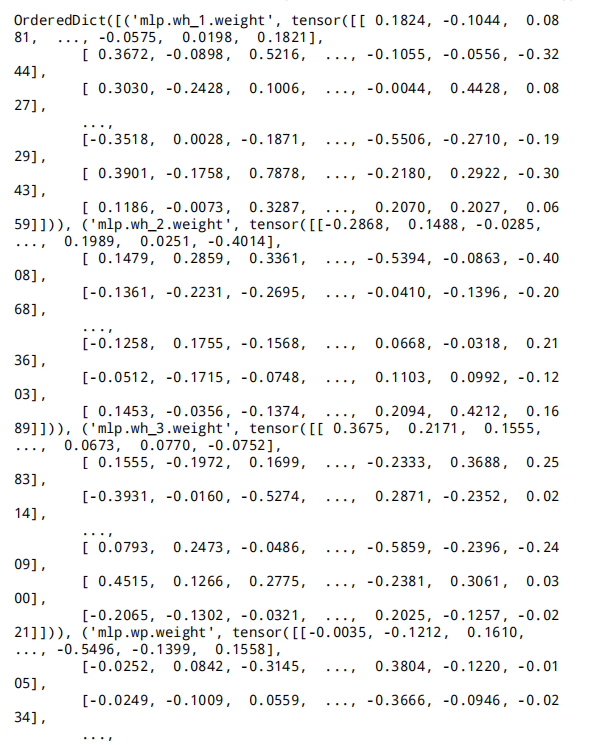 OrderedDict([('mlp.wh_1.weight', tensor([[ 0.1824, -0.1044,  0.08
81,  ..., -0.0575,  0.0198,  0.1821],
        [ 0.3672, -0.0898,  0.5216,  ..., -0.1055, -0.0556, -0.32
44],
        [ 0.3030, -0.2428,  0.1006,  ..., -0.0044,  0.4428,  0.08
27],
        ...,
        [-0.3518,  0.0028, -0.1871,  ..., -0.5506, -0.2710, -0.19
29],
        [ 0.3901, -0.1758,  0.7878,  ..., -0.2180,  0.2922, -0.30
43],
        [ 0.1186, -0.0073,  0.3287,  ...,  0.2070,  0.2027,  0.06
59]])), ('mlp.wh_2.weight', tensor([[-0.2868,  0.1488, -0.0285,
...,  0.1989,  0.0251, -0.4014],
        [ 0.1479,  0.2859,  0.3361,  ..., -0.5394, -0.0863, -0.40
08],
        [-0.1361, -0.2231, -0.2695,  ..., -0.0410, -0.1396, -0.20
68],
        ...,
        [-0.1258,  0.1755, -0.1568,  ...,  0.0668, -0.0318,  0.21
36],
        [-0.0512, -0.1715, -0.0748,  ...,  0.1103,  0.0992, -0.12
03],
        [ 0.1453, -0.0356, -0.1374,  ...,  0.2094,  0.4212,  0.16
89]])), ('mlp.wh_3.weight', tensor([[ 0.3675,  0.2171,  0.1555,
...,  0.0673,  0.0770, -0.0752],
        [ 0.1555, -0.1972,  0.1699,  ..., -0.2333,  0.3688,  0.25
83],
        [-0.3931, -0.0160, -0.5274,  ...,  0.2871, -0.2352,  0.02
14],
        ...,
        [ 0.0793,  0.2473, -0.0486,  ..., -0.5859, -0.2396, -0.24
09],
        [ 0.4515,  0.1266,  0.2775,  ..., -0.2381,  0.3061,  0.03
00],
        [-0.2065, -0.1302, -0.0321,  ...,  0.2025, -0.1257, -0.02
21]])), ('mlp.wp.weight', tensor([[-0.0035, -0.1212,  0.1610,
..., -0.5496, -0.1399,  0.1558],
        [-0.0252,  0.0842, -0.3145,  ...,  0.3804, -0.1220, -0.01
05],
        [-0.0249, -0.1009,  0.0559,  ..., -0.3666, -0.0946, -0.02
34],
        ...,